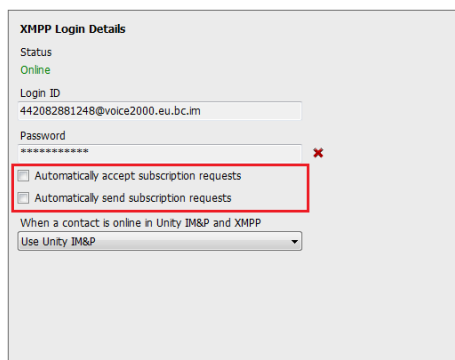 XMPP Login Details
Status
Online
Login ID
442082881248@voice2000.eu.bc.im
Password
***********
Automatically accept subscription requests
Automatically send subscription requests
When a contact is online in Unity IM&P and XMPP
Use Unity IM&P